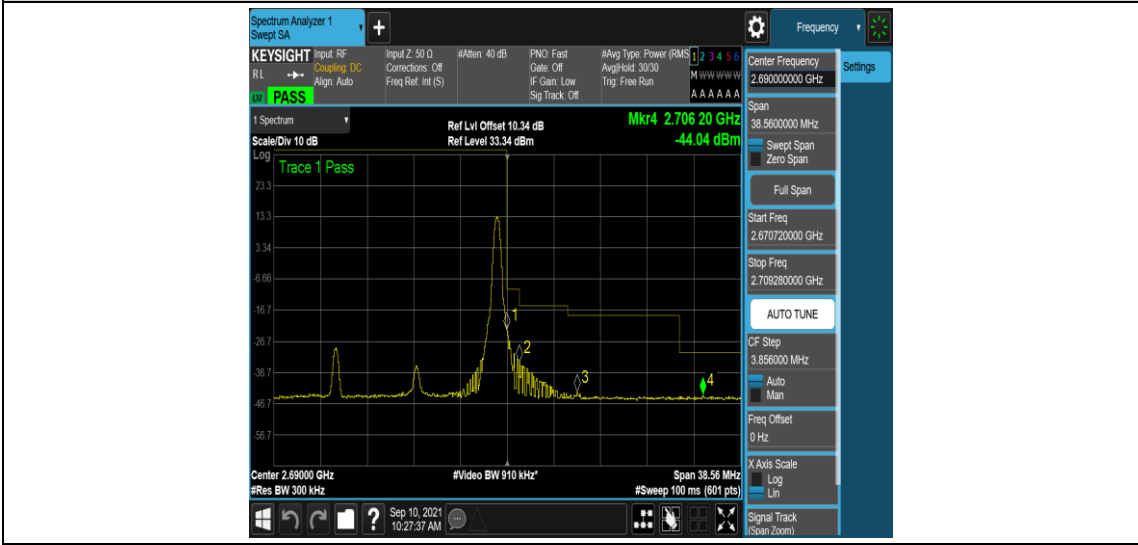 Spectrum Analyzer 1
Swept SA
+
Frequency
KEYSIGHT
RL
PASS
Input: RF
Coupling: DC
Align: Auto
Input Z: 50 Ω
Corrections: Off
Freq Ref: Int (S)
#Atten: 40 dB
PNO: Fast
Gate: Off
IF Gain: Low
Sig Track: Off
#Avg Type: Power (RMS
Avg|Hold: 30/30
Trig: Free Run
1 2 3 4 5 6
M W W W W W
A A A A A A
1 Spectrum
Scale/Div 10 dB
Ref Lvl Offset 10.34 dB
Ref Level 33.34 dBm
Mkr4 2.706 20 GHz
-44.04 dBm
Log
Trace 1 Pass
23.3
13.3
3.34
-6.66
-16.7
-26.7
-36.7
-46.7
-56.7
1
2
3
4
Center 2.69000 GHz
#Res BW 300 kHz
#Video BW 910 kHz*
Span 38.56 MHz
#Sweep 100 ms (601 pts)
?
Sep 10, 2021
10:27:37 AM
Center Frequency
2.690000000 GHz
Settings
Span
38.5600000 MHz
Swept Span
Zero Span
Full Span
Start Freq
2.670720000 GHz
Stop Freq
2.709280000 GHz
AUTO TUNE
CF Step
3.856000 MHz
Auto
Man
Freq Offset
0 Hz
X Axis Scale
Log
Lin
Signal Track
(Span Zoom)